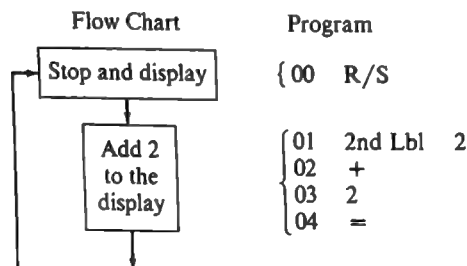 Flow Chart Program
Stop and display { 00 R/S
Add 2
to the
display
01 2nd Lbl 2
02 +
03 2
04 =